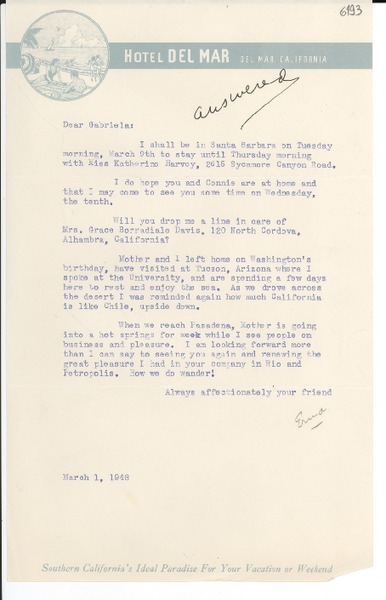 6193
HOTEL DEL MAR DEL MAR CALIFORNIA
answered
Dear Gabriela:
I shall be in Santa Barbara on Tuesday
morning, March 9th to stay until Thursday morning
with Miss Katherine Harvey, 2016 Sycamore Canyon Road.
I do hope you and Connie are at home and
that I may come to see you some time on Wednesday,
the tenth.
Will you drop me a line in care of
Mrs. Grace Borradiale Davis, 120 North Cordova,
Alhambra, California?
Mother and I left home on Washington's
birthday, have visited at Tucson, Arizona where I
spoke at the University, and are spending a few days
here to rest and enjoy the sea. As we drove across
the desert I was reminded again how much California
is like Chile, upside down.
When we reach Pasadena, Mother is going
into a hot springs for week while I see people on
business and pleasure. I am looking forward more
than I can say to seeing you again and renewing the
great pleasure I had in your company in Rio and
Petropolis. How we do wander!
Always affectionately your friend
Erna
March 1, 1948
Southern California's Ideal Paradise For Your Vacation or Weekend